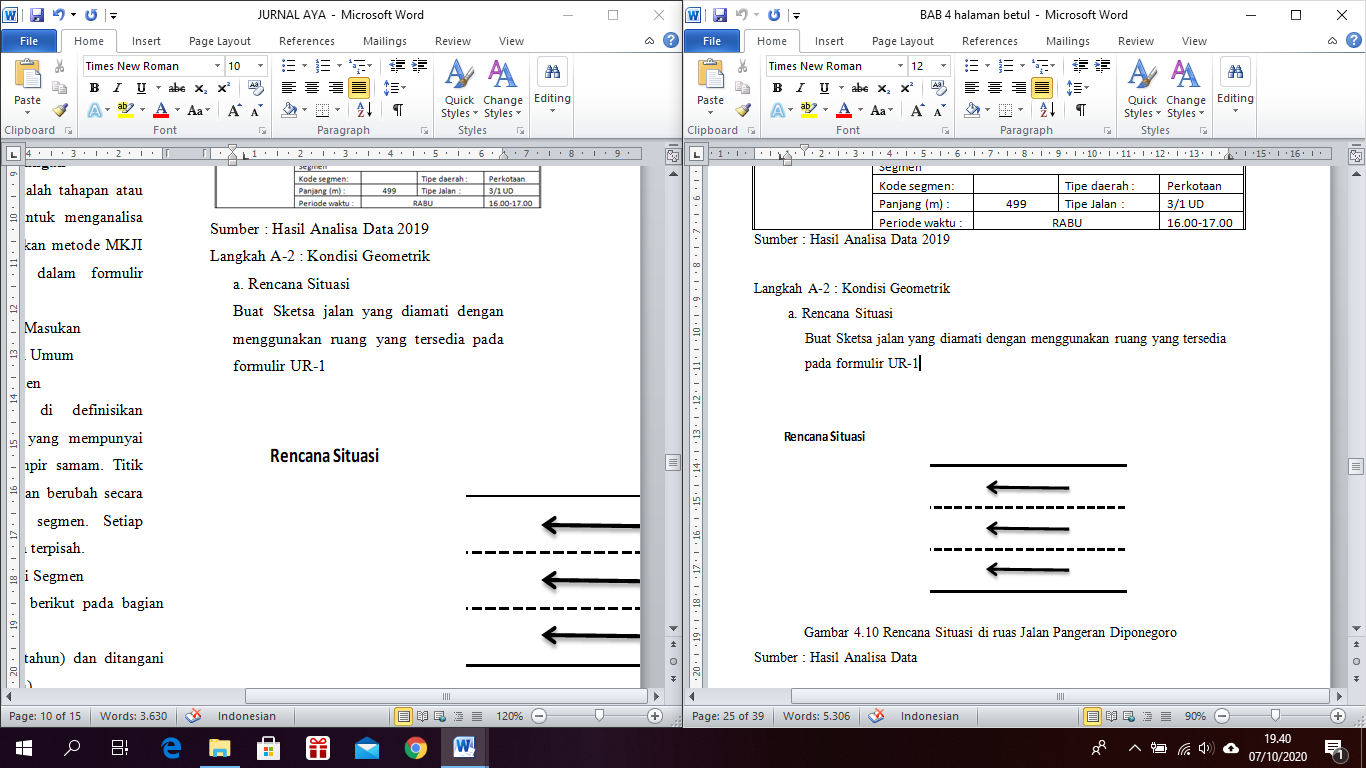 JURNAL AYA - Microsoft Word
File Home Insert Page Layout References Mailings Review View
Times New Roman 10
Paste
Quick Styles
Change Styles
Editing
Clipboard Font Paragraph Styles
alah tahapan atau
ntuk menganalisa
kan metode MKJI
dalam formulir
Masukan
Umum
en
di definisikan
yang mempunyai
npir samam. Titik
an berubah secara
segmen. Setiap
terpisah.
i Segmen
berikut pada bagian
tahun) dan ditangani
Segmen
Kode segmen: Tipe daerah : Perkotaan
Panjang (m) : 499 Tipe Jalan : 3/1 UD
Periode waktu : RABU 16.00-17.00
Sumber : Hasil Analisa Data 2019
Langkah A-2 : Kondisi Geometrik
a. Rencana Situasi
Buat Sketsa jalan yang diamati dengan
menggunakan ruang yang tersedia pada
formulir UR-1
Rencana Situasi
Page: 10 of 15 Words: 3.630 Indonesian 120%
BAB 4 halaman betul - Microsoft Word
File Home Insert Page Layout References Mailings Review View
Times New Roman 12
Paste
Quick Styles
Change Styles
Editing
Clipboard Font Paragraph Styles
Segmen
Kode segmen: Tipe daerah : Perkotaan
Panjang (m) : 499 Tipe Jalan : 3/1 UD
Periode waktu : RABU 16.00-17.00
Sumber : Hasil Analisa Data 2019
Langkah A-2 : Kondisi Geometrik
a. Rencana Situasi
Buat Sketsa jalan yang diamati dengan menggunakan ruang yang tersedia
pada formulir UR-1
Rencana Situasi
Gambar 4.10 Rencana Situasi di ruas Jalan Pangeran Diponegoro
Sumber : Hasil Analisa Data
Page: 25 of 39 Words: 5.306 Indonesian 90%
19.40
07/10/2020